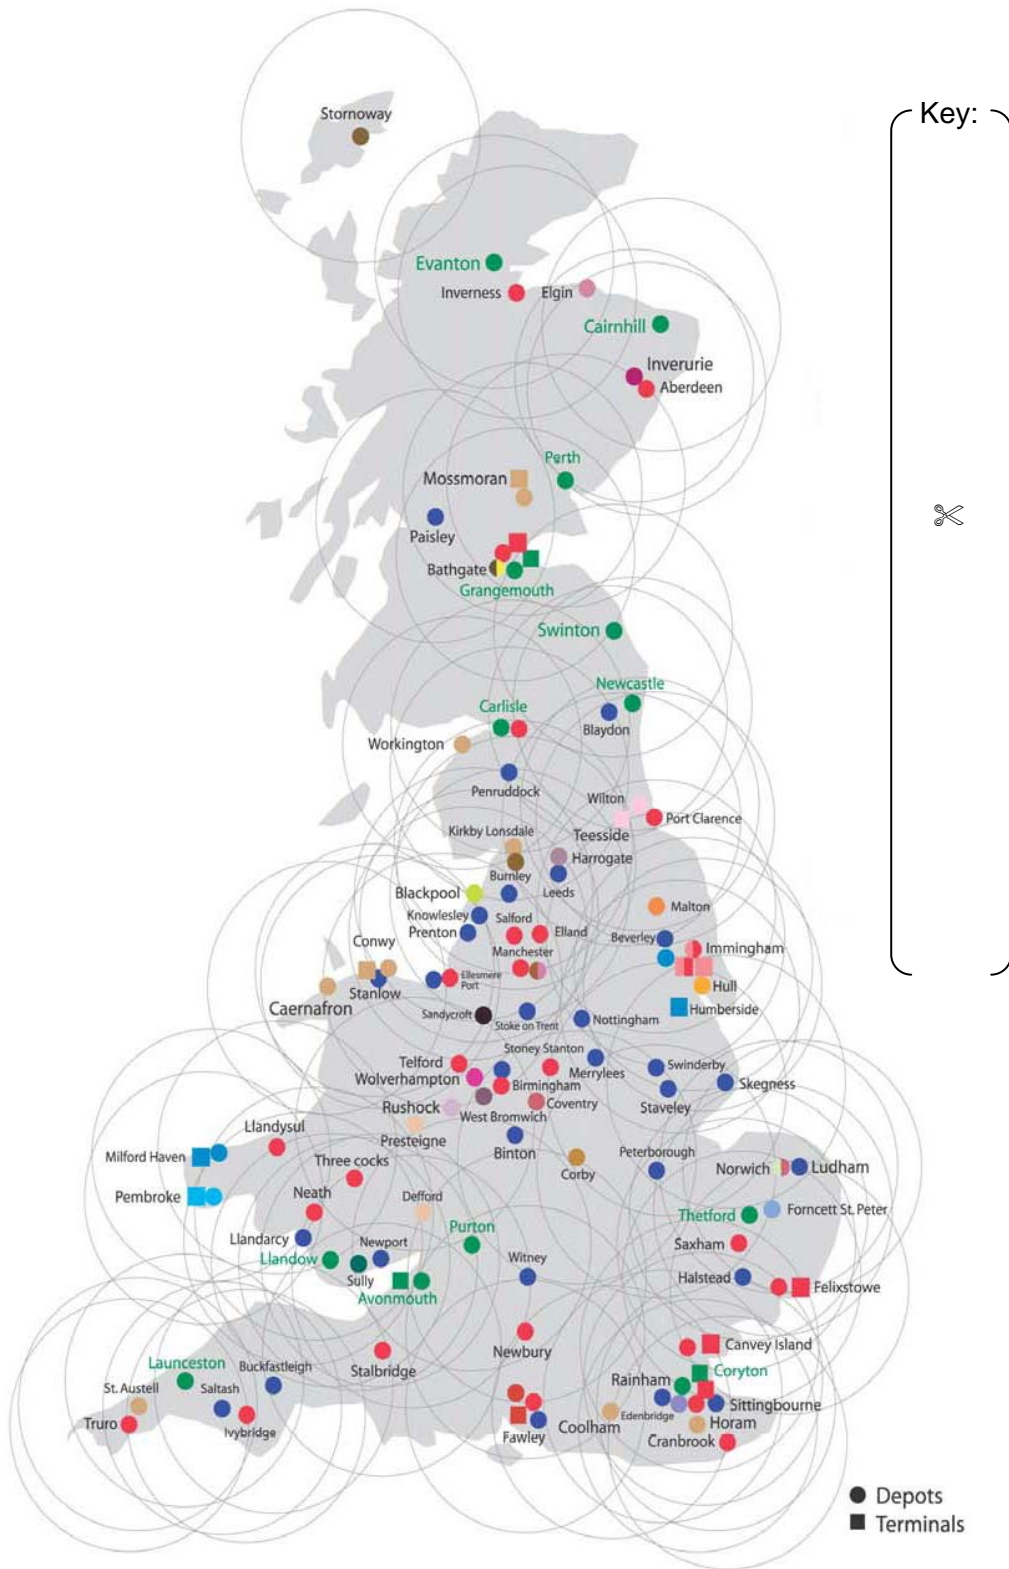 Key:
Stornoway
Evanton
Inverness
Elgin
Cairnhill
Inverurie
Aberdeen
Perth
Mossmoran
Paisley
Bathgate
Grangemouth
Swinton
Newcastle
Carlisle
Blaydon
Workington
Penruddock
Wilton
Port Clarence
Teesside
Kirkby Lonsdale
Harrogate
Burnley
Leeds
Blackpool
Malton
Knowlesley
Salford
Elland
Prenton
Beverley
Immingham
Conwy
Manchester
Ellesmere
Port
Stanlow
Hull
Caernafron
Humberside
Sandycroft
Stoke on Trent
Nottingham
Stoney Stanton
Telford
Merrylees
Swinderby
Wolverhampton
Birmingham
Skegness
Staveley
Rushock
West Bromwich
Coventry
Llandysul
Presteigne
Binton
Milford Haven
Three cocks
Corby
Peterborough
Norwich
Ludham
Pembroke
Neath
Defford
Thetford
Forncett St. Peter
Purton
Llandarcy
Newport
Saxham
Llandow
Witney
Sully
Halstead
Felixstowe
Avonmouth
Newbury
Canvey Island
Stalbridge
Launceston
Buckfastleigh
Coryton
Rainham
St. Austell
Saltash
Sittingbourne
Edenbridge
Truro
Ivybridge
Coolham
Horam
Fawley
Cranbrook
Depots
Terminals